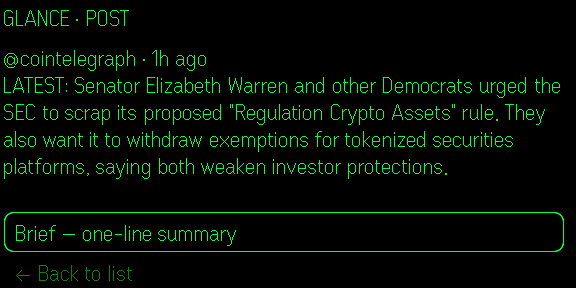 GLANCE · POST
@cointelegraph · 1h ago
LATEST: Senator Elizabeth Warren and other Democrats urged the
SEC to scrap its proposed "Regulation Crypto Assets" rule. They
also want it to withdraw exemptions for tokenized securities
platforms, saying both weaken investor protections.
Brief — one-line summary
← Back to list